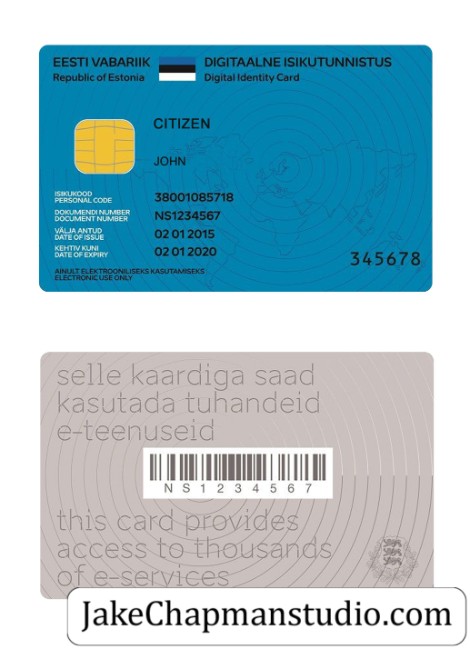 EESTI VABARIIK
Republic of Estonia
DIGITAALNE ISIKUTUNNISTUS
Digital Identity Card
CITIZEN
JOHN
ISIKUKOOD
PERSONAL CODE
38001085718
DOKUMENDI NUMBER
DOCUMENT NUMBER
NS1234567
VÄLJA ANTUD
DATE OF ISSUE
02 01 2015
KEHTIV KUNI
DATE OF EXPIRY
02 01 2020
345678
AINULT ELEKTROONILISEKS KASUTAMISEKS
ELECTRONIC USE ONLY
selle kaardiga saad
kasutada tuhandeid
e-teenuseid
NS1234567
this card provides
access to thousands
of e-services
JakeChapmanstudio.com